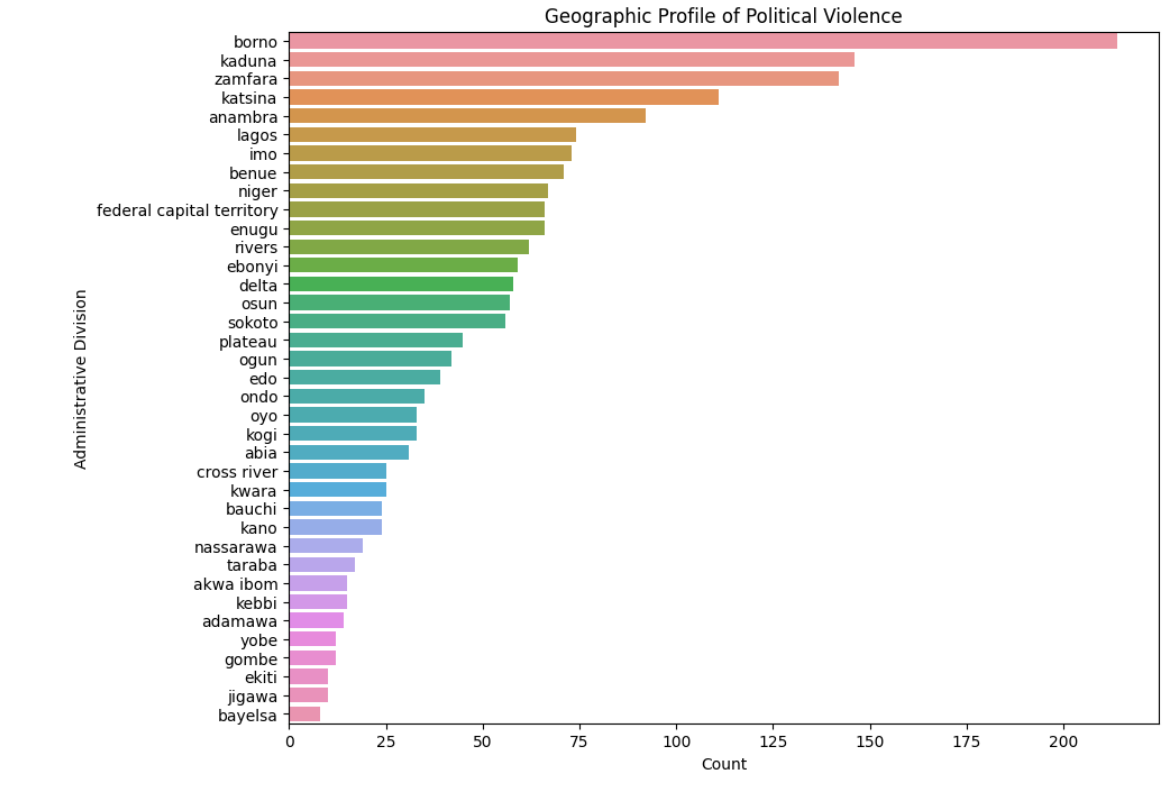 Geographic Profile of Political Violence
borno
kaduna
zamfara
katsina
anambra
lagos
imo
benue
niger
federal capital territory
enugu
rivers
ebonyi
delta
osun
sokoto
plateau
ogun
edo
ondo
oyo
kogi
abia
cross river
kwara
bauchi
kano
nassarawa
taraba
akwa ibom
kebbi
adamawa
yobe
gombe
ekiti
jigawa
bayelsa
Administrative Division
0 25 50 75 100 125 150 175 200
Count